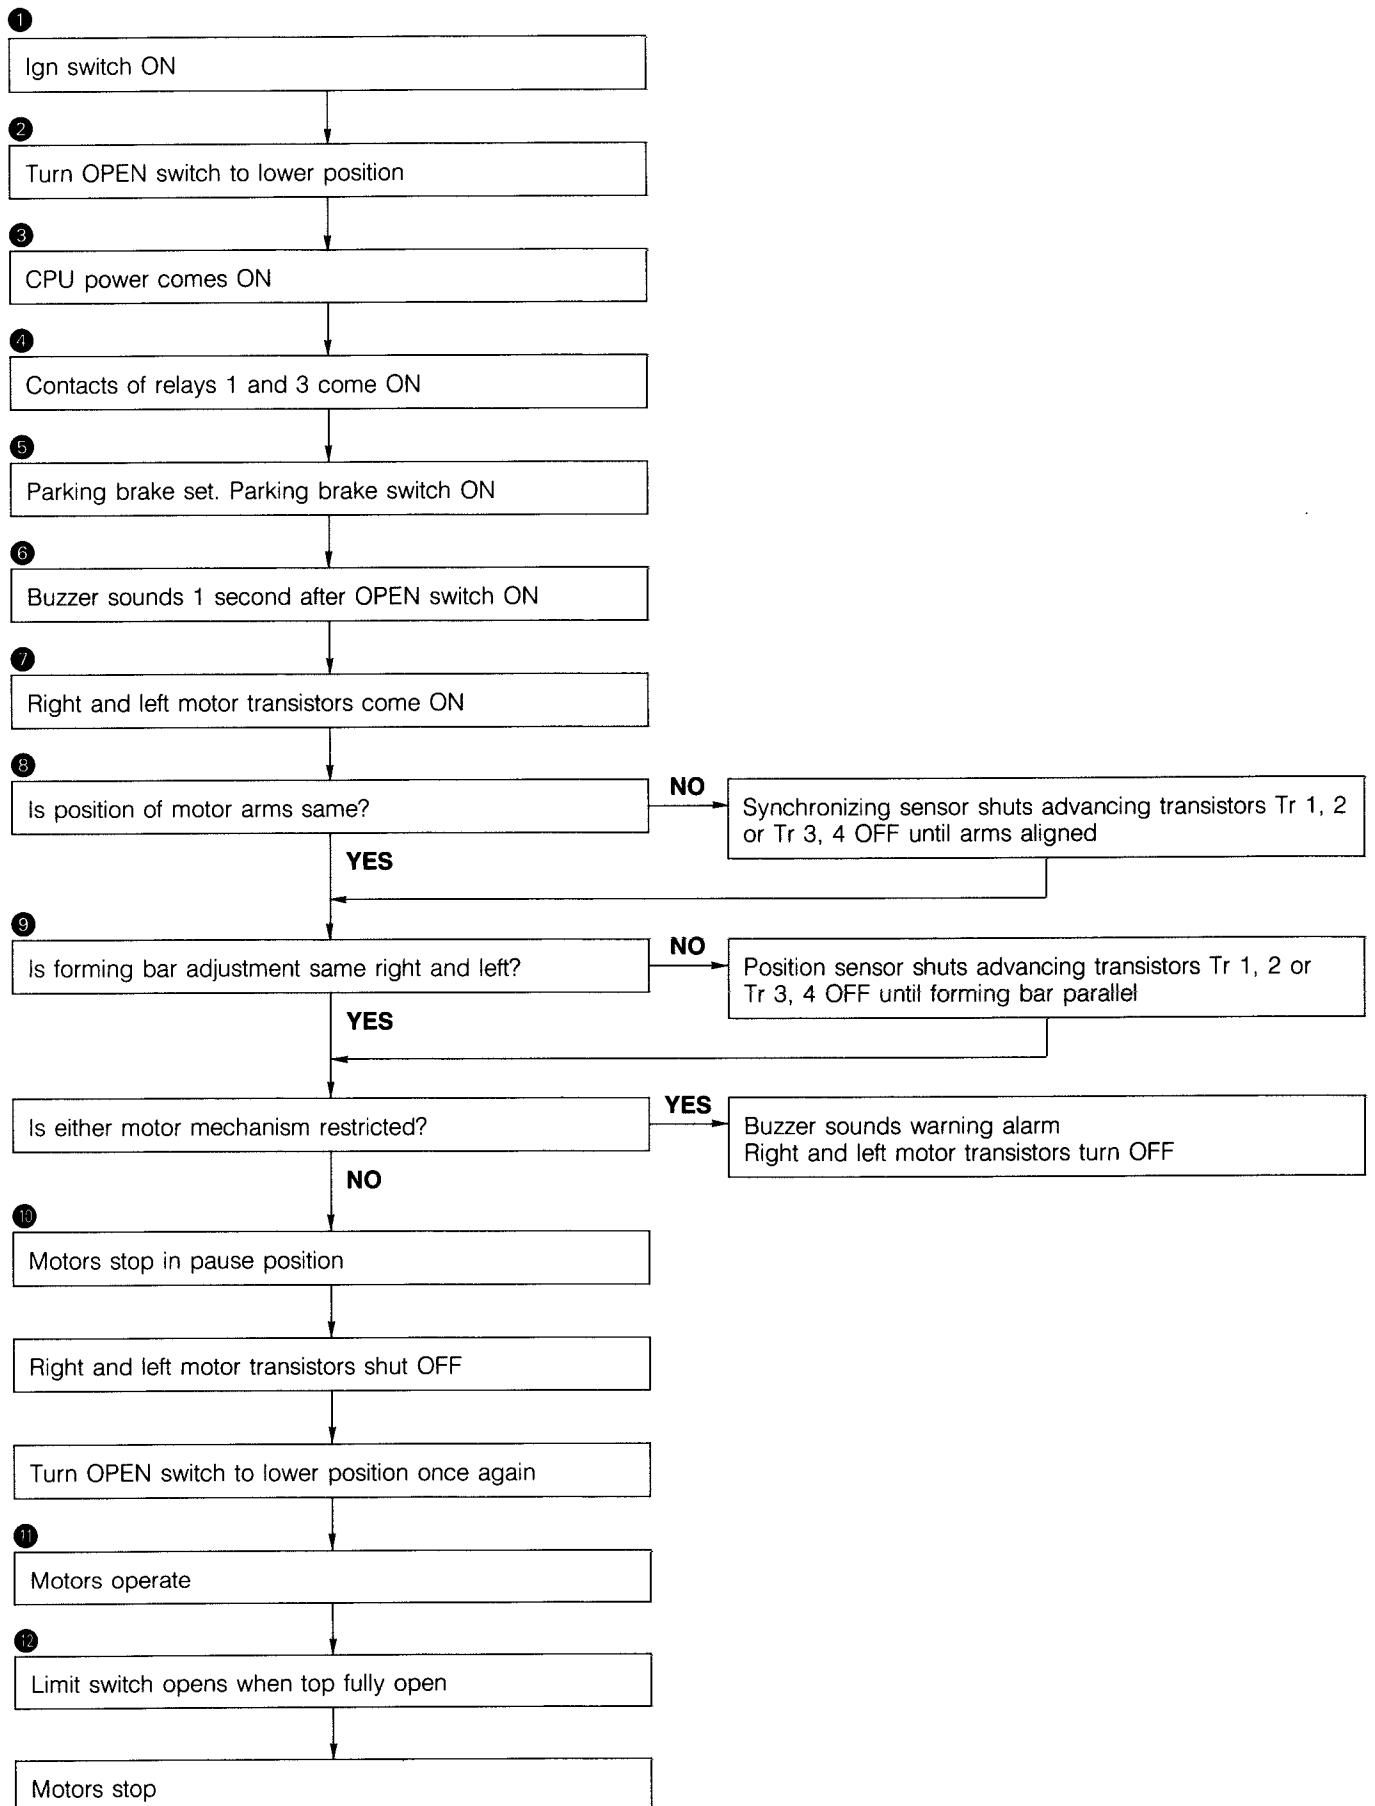 1
Ign switch ON
2
Turn OPEN switch to lower position
3
CPU power comes ON
4
Contacts of relays 1 and 3 come ON
5
Parking brake set. Parking brake switch ON
6
Buzzer sounds 1 second after OPEN switch ON
7
Right and left motor transistors come ON
8
Is position of motor arms same?
NO
Synchronizing sensor shuts advancing transistors Tr 1, 2
or Tr 3, 4 OFF until arms aligned
YES
9
Is forming bar adjustment same right and left?
NO
Position sensor shuts advancing transistors Tr 1, 2 or
Tr 3, 4 OFF until forming bar parallel
YES
Is either motor mechanism restricted?
YES
Buzzer sounds warning alarm
Right and left motor transistors turn OFF
NO
10
Motors stop in pause position
Right and left motor transistors shut OFF
Turn OPEN switch to lower position once again
11
Motors operate
12
Limit switch opens when top fully open
Motors stop